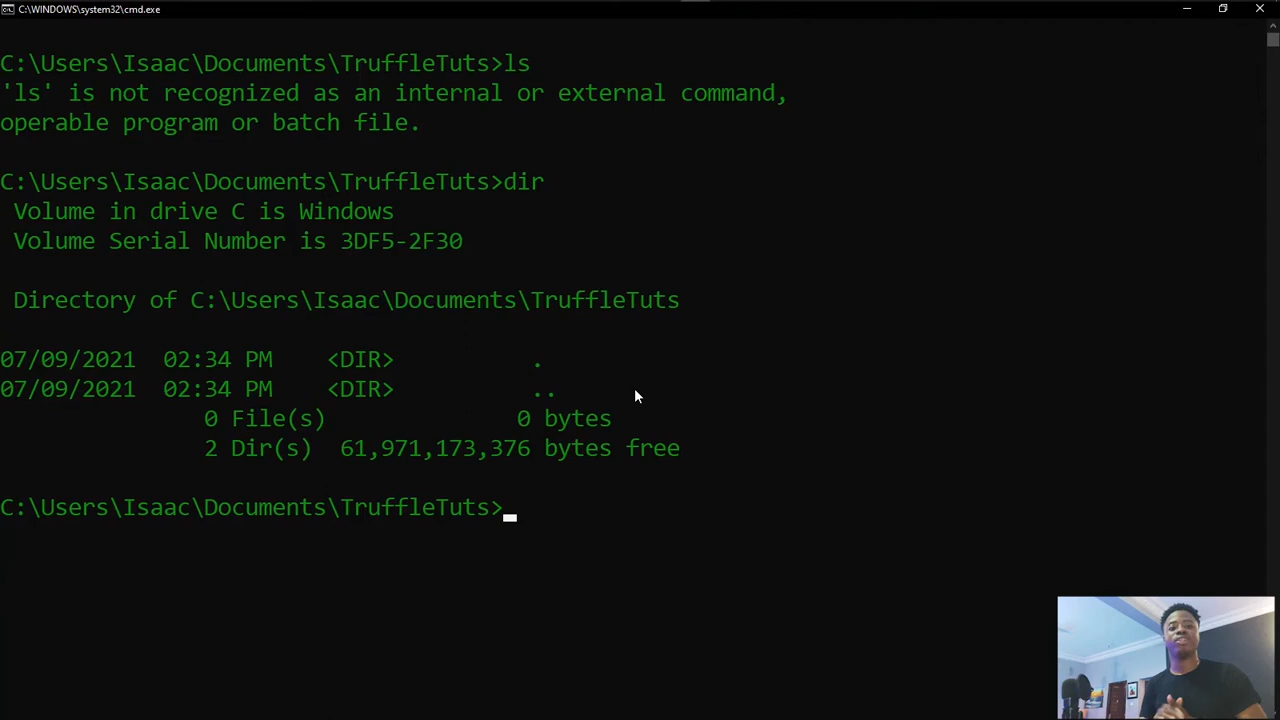 C:\WINDOWS\system32\cmd.exe
C:\Users\Isaac\Documents\TruffleTuts>ls
'ls' is not recognized as an internal or external command,
operable program or batch file.
C:\Users\Isaac\Documents\TruffleTuts>dir
Volume in drive C is Windows
Volume Serial Number is 3DF5-2F30
Directory of C:\Users\Isaac\Documents\TruffleTuts
07/09/2021  02:34 PM    <DIR>          .
07/09/2021  02:34 PM    <DIR>          ..
0 File(s)              0 bytes
2 Dir(s)  61,971,173,376 bytes free
C:\Users\Isaac\Documents\TruffleTuts>